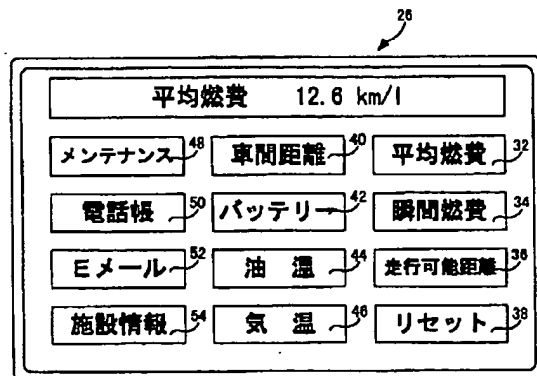 26
平均燃費 12.6 km/l
メンテナンス 48 車間距離 40 平均燃費 32
電話帳 50 バッテリー 42 瞬間燃費 34
Eメール 52 油温 44 走行可能距離 36
施設情報 54 気温 46 リセット 38